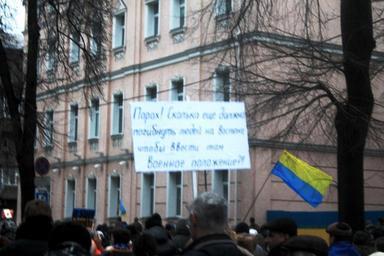 Порох! Сколько еще должно
погибнуть людей на востоке
чтобы ввести там
Военное положение?!